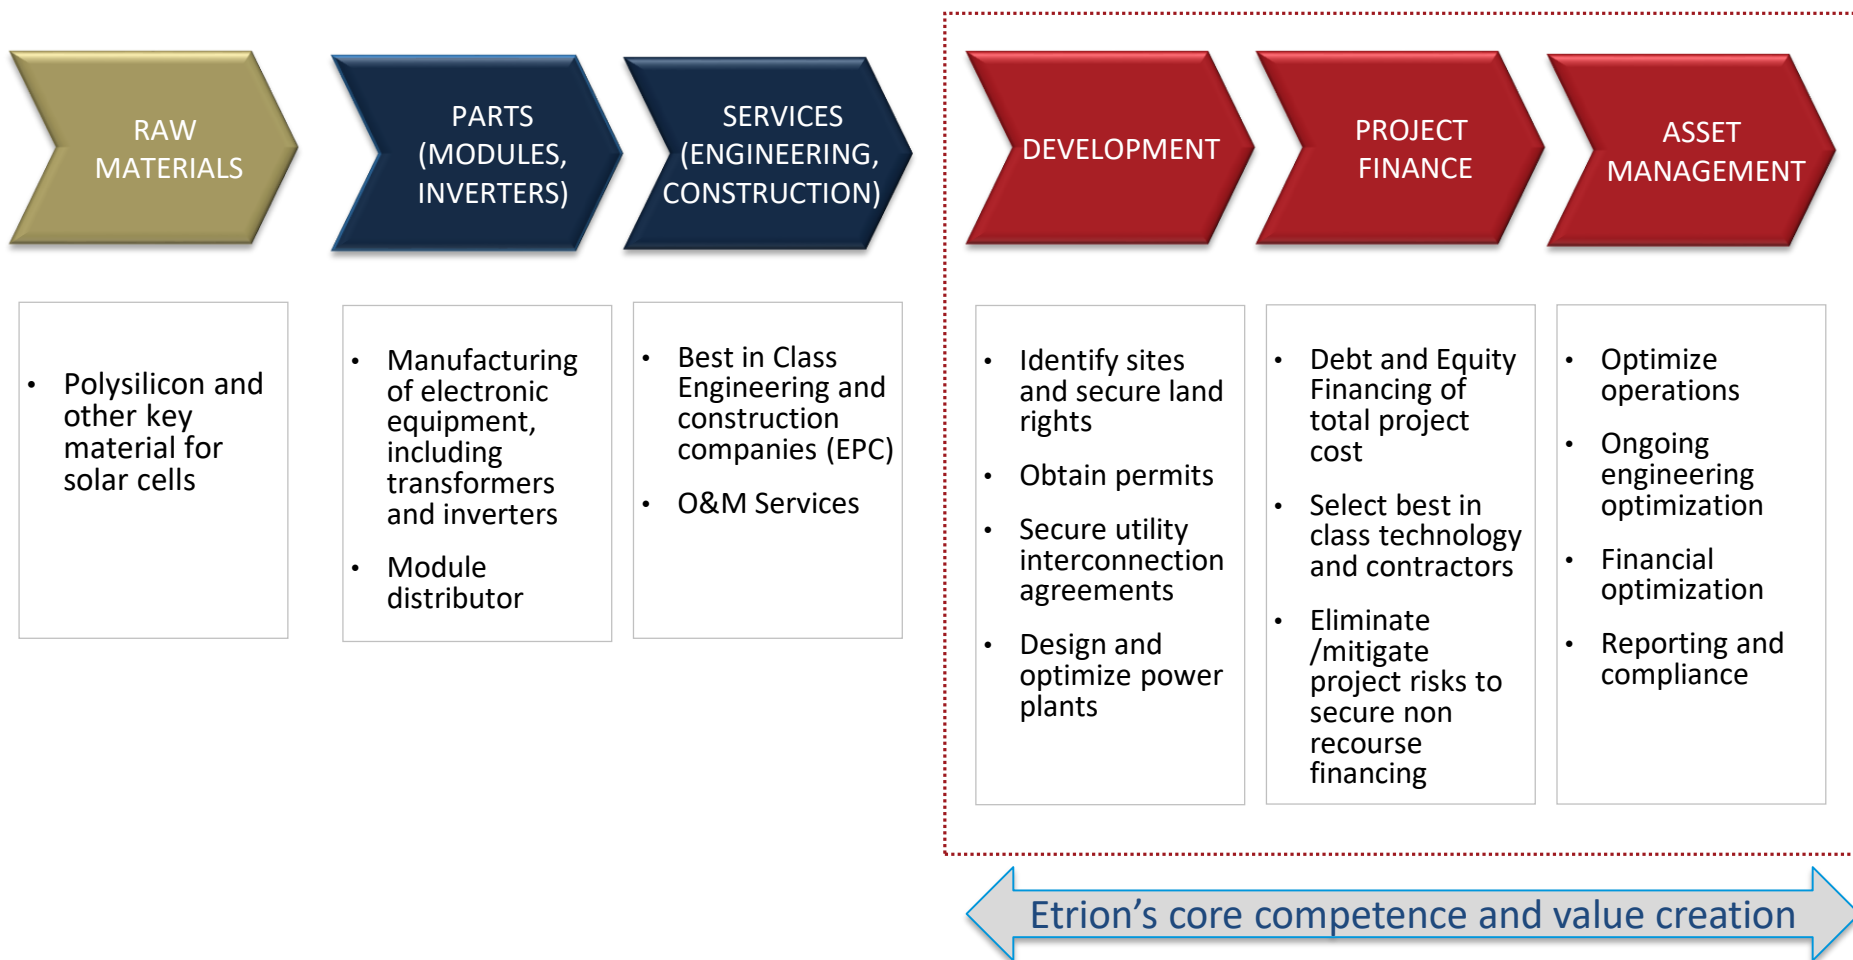 RAW
MATERIALS
PARTS
(MODULES,
INVERTERS)
SERVICES
(ENGINEERING,
CONSTRUCTION)
DEVELOPMENT
PROJECT
FINANCE
ASSET
MANAGEMENT
• Polysilicon and
other key
material for
solar cells
• Manufacturing
of electronic
equipment,
including
transformers
and inverters
• Module
distributor
• Best in Class
Engineering and
construction
companies (EPC)
• O&M Services
• Identify sites
and secure land
rights
• Obtain permits
• Secure utility
interconnection
agreements
• Design and
optimize power
plants
• Debt and Equity
Financing of
total project
cost
• Select best in
class technology
and contractors
• Eliminate
/mitigate
project risks to
secure non
recourse
financing
• Optimize
operations
• Ongoing
engineering
optimization
• Financial
optimization
• Reporting and
compliance
Etrion's core competence and value creation